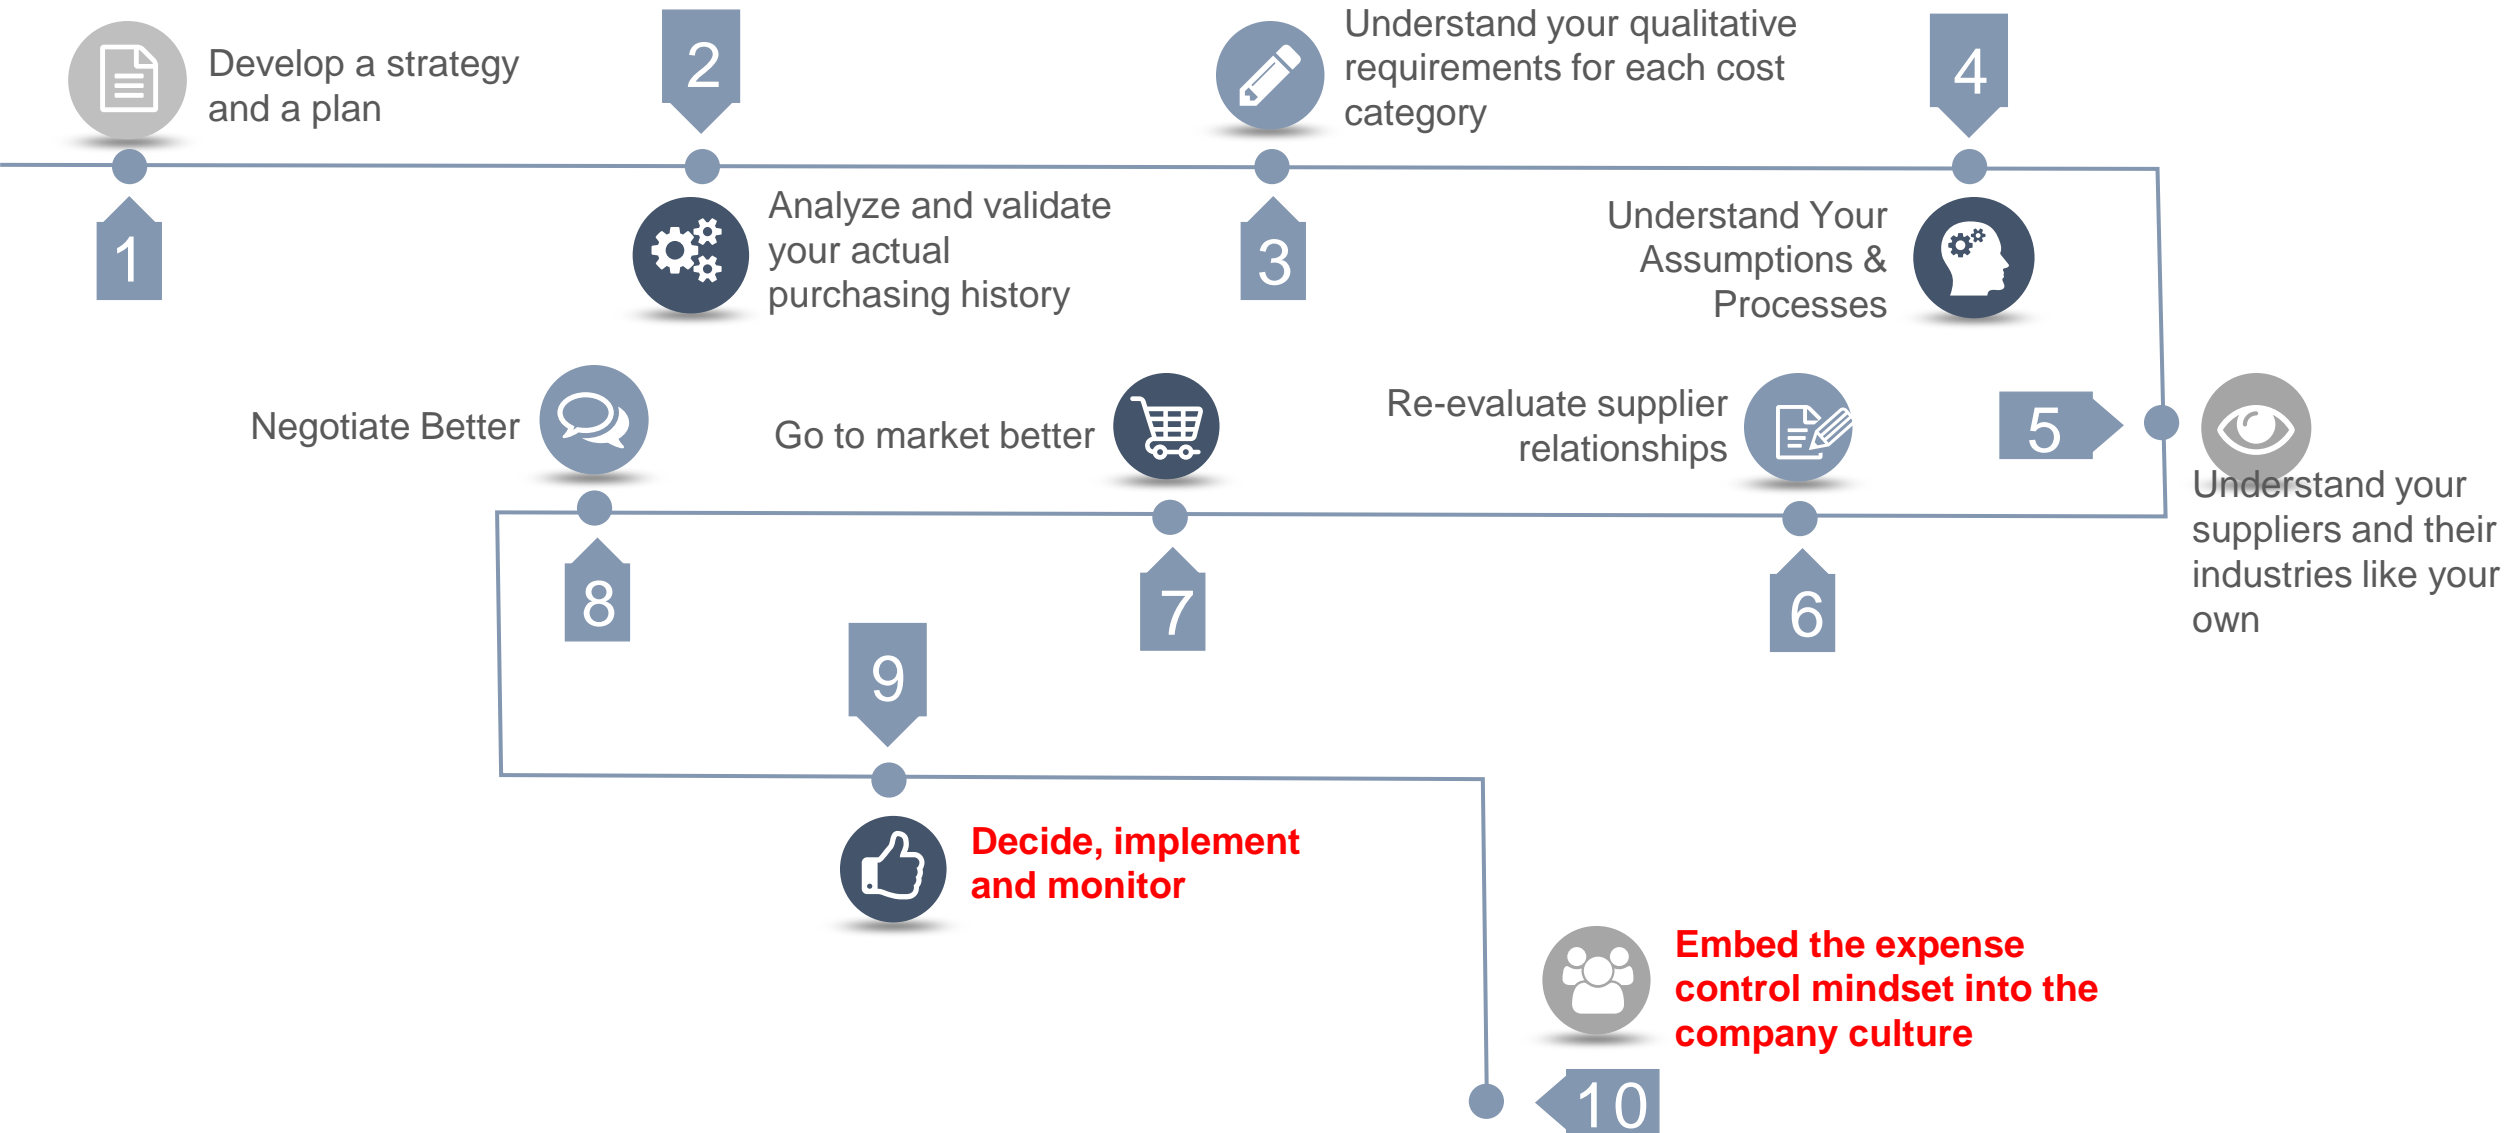 Develop a strategy
and a plan
1
2
Analyze and validate
your actual
purchasing history
Understand your qualitative
requirements for each cost
category
3
4
Understand Your
Assumptions &
Processes
5
Understand your
suppliers and their
industries like your
own
Re-evaluate supplier
relationships
6
Go to market better
7
Negotiate Better
8
9
Decide, implement
and monitor
Embed the expense
control mindset into the
company culture
10